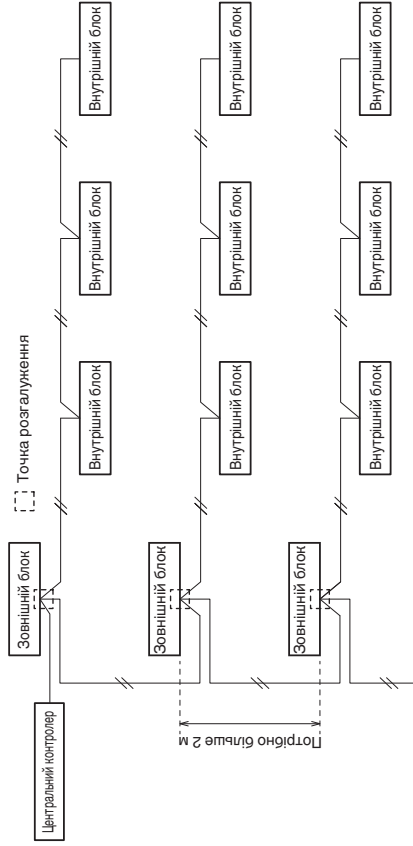 Точка розгалуження
Центральний контролер
Зовнішній блок
Внутрішній блок
Внутрішній блок
Внутрішній блок
Зовнішній блок
Внутрішній блок
Внутрішній блок
Внутрішній блок
Потрібно більше 2 м
Зовнішній блок
Внутрішній блок
Внутрішній блок
Внутрішній блок